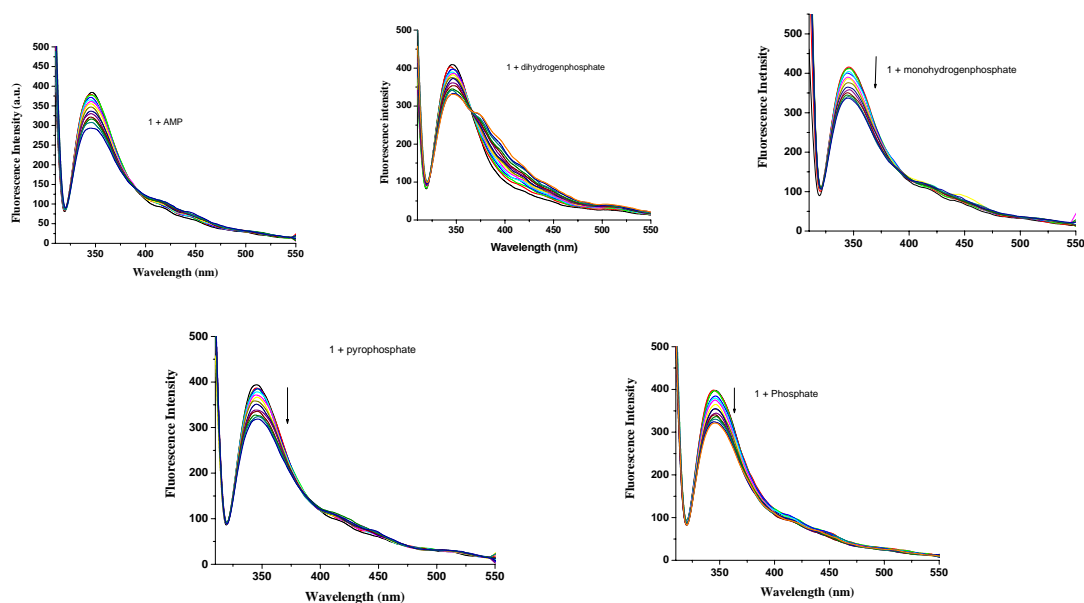 500
450
400
350
300
250
200
150
100
50
0
Fluorescence Intensity (a.u.)
1 + AMP
350 400 450 500 550
Wavelength (nm)
500
400
300
200
100
0
Fluorescence intensity
1 + dihydrogenphosphate
350 400 450 500 550
Wavelength (nm)
500
400
300
200
100
0
Fluorescence Inetnsity
1 + monohydrogenphosphate
350 400 450 500 550
Wavelength (nm)
500
400
300
200
100
0
Fluorescence Intensity
1 + pyrophosphate
350 400 450 500 550
Wavelength (nm)
500
400
300
200
100
0
Fluorescence Intensity
1 + Phosphate
350 400 450 500 550
Wavelength (nm)